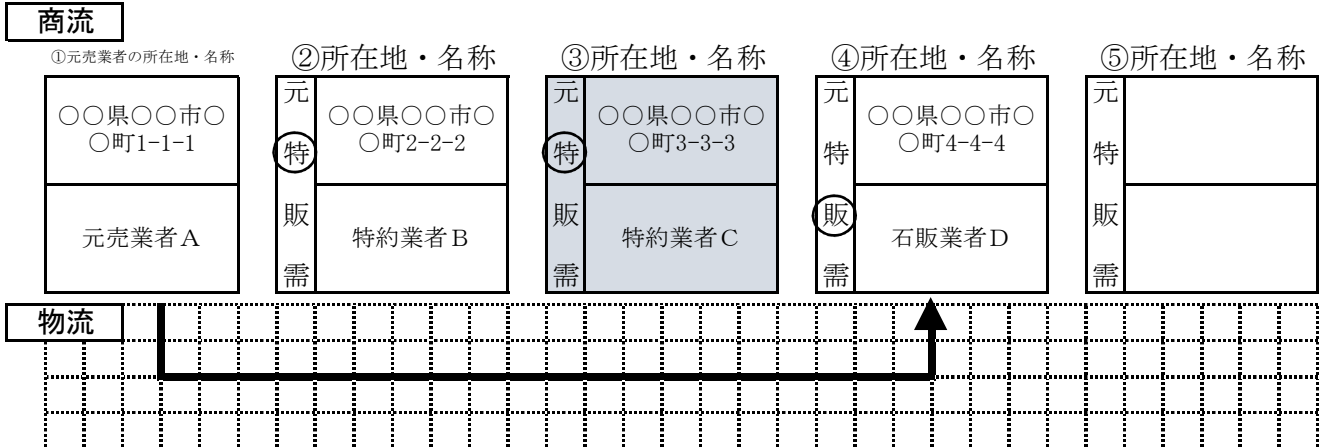 商流
①元売業者の所在地・名称
②所在地・名称
③所在地・名称
④所在地・名称
⑤所在地・名称
○○県○○市○
○町1-1-1
元売業者A
元
特
販
需
○○県○○市○
○町2-2-2
特約業者B
元
特
販
需
○○県○○市○
○町3-3-3
特約業者C
元
特
販
需
○○県○○市○
○町4-4-4
石販業者D
元
特
販
需
物流